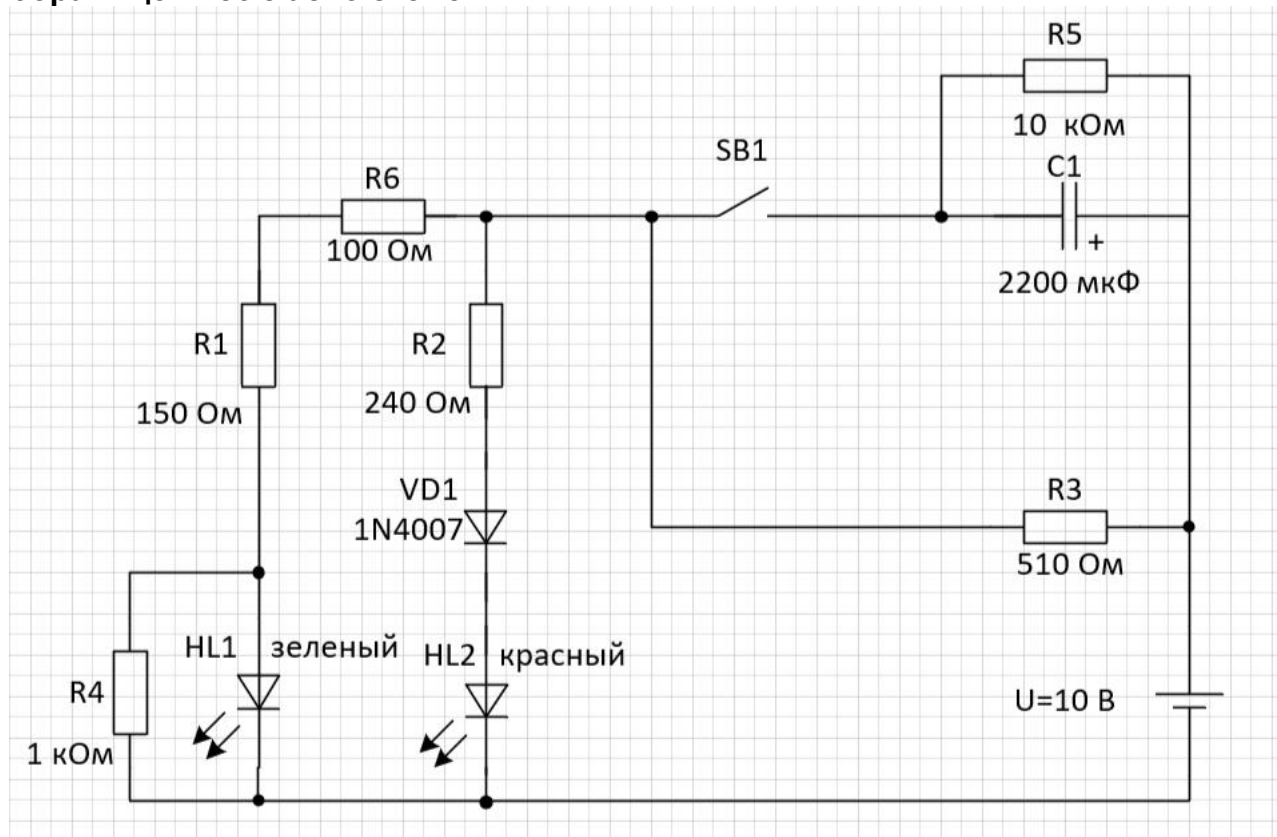 R5
10 кОм
C1
+
2200 мкФ
SB1
R6
100 Ом
R1
150 Ом
R2
240 Ом
VD1
1N4007
R3
510 Ом
HL1 зеленый
HL2 красный
R4
1 кОм
U=10 В